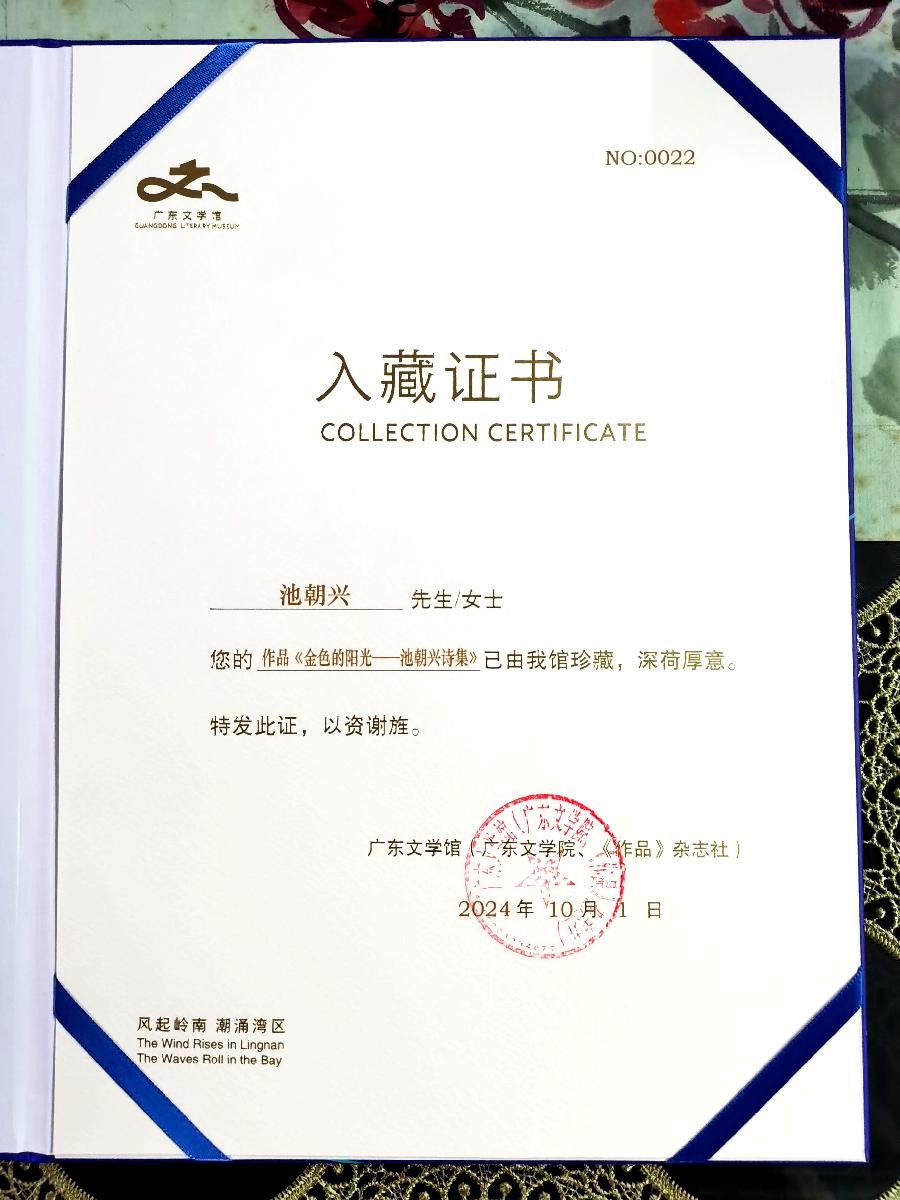 NO:0022
广东文学馆
GUANGDONG LITERARY MUSEUM
入藏证书
COLLECTION CERTIFICATE
池朝兴 先生/女士
您的 作品《金色的阳光——池朝兴诗集》已由我馆珍藏，深荷厚意。
特发此证，以资谢旌。
广东文学馆（广东文学院、《作品》杂志社）
2024年 10月 1 日
风起岭南 潮涌湾区
The Wind Rises in Lingnan
The Waves Roll in the Bay